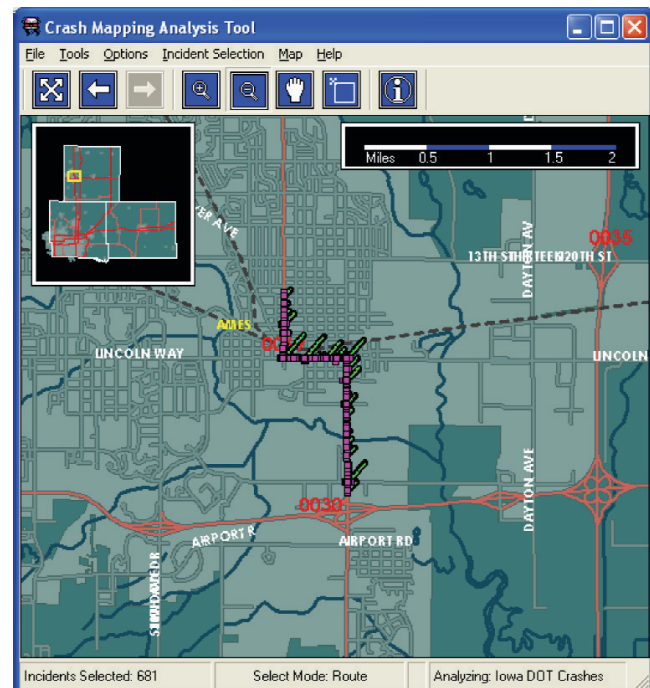 Crash Mapping Analysis Tool
File Tools Options Incident Selection Map Help
Miles 0.5 1 1.5 2
0035
DAYTON AV
AMES
LINCOLN WAY
LINCOLN
0030
DAYTON AVE
AIRPORT R
AIRPORT RD
Incidents Selected: 681 Select Mode: Route Analyzing: Iowa DOT Crashes